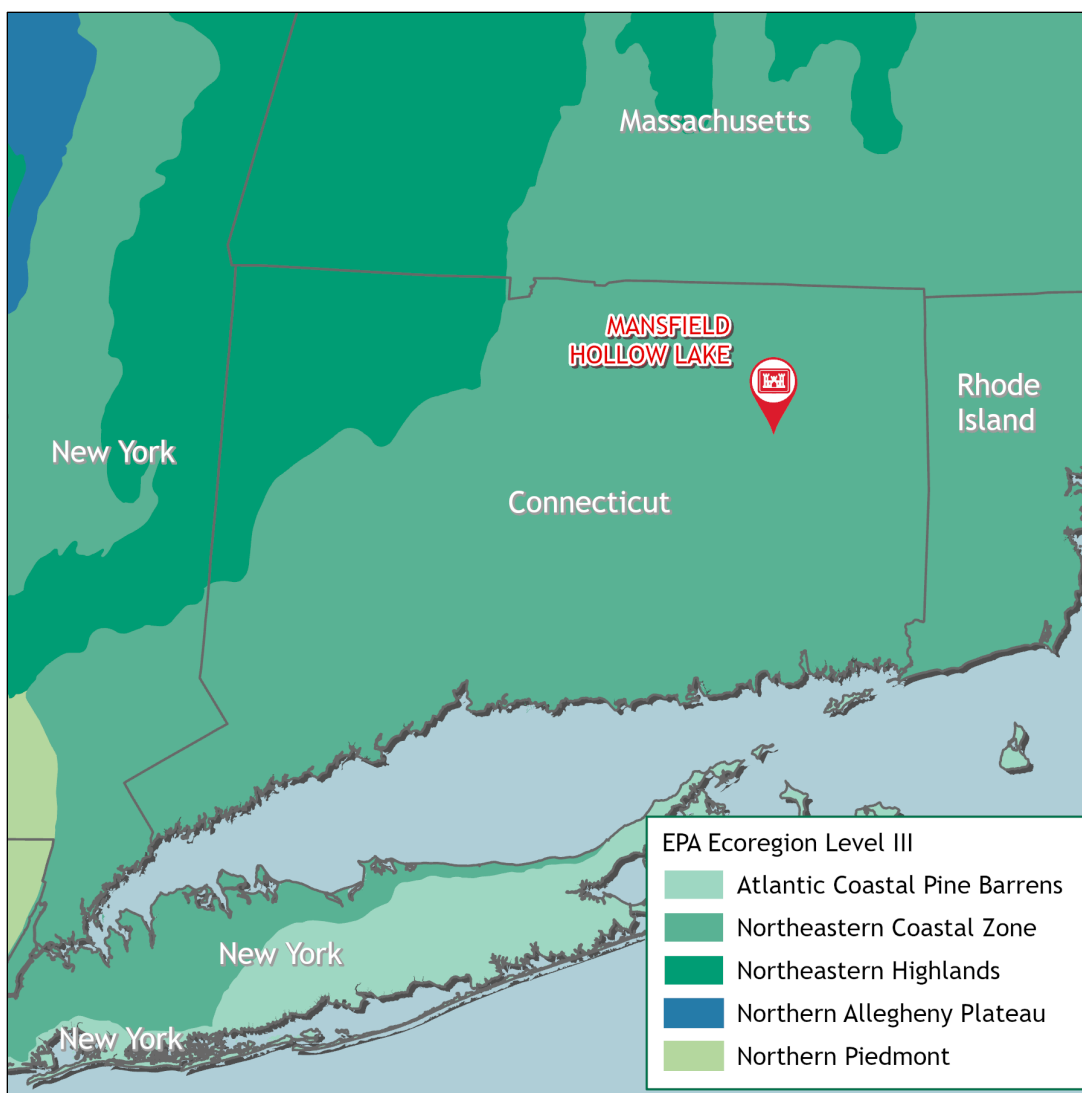 Massachusetts
MANSFIELD
HOLLOW LAKE
Rhode
Island
New York
Connecticut
New York
New York
EPA Ecoregion Level III
Atlantic Coastal Pine Barrens
Northeastern Coastal Zone
Northeastern Highlands
Northern Allegheny Plateau
Northern Piedmont